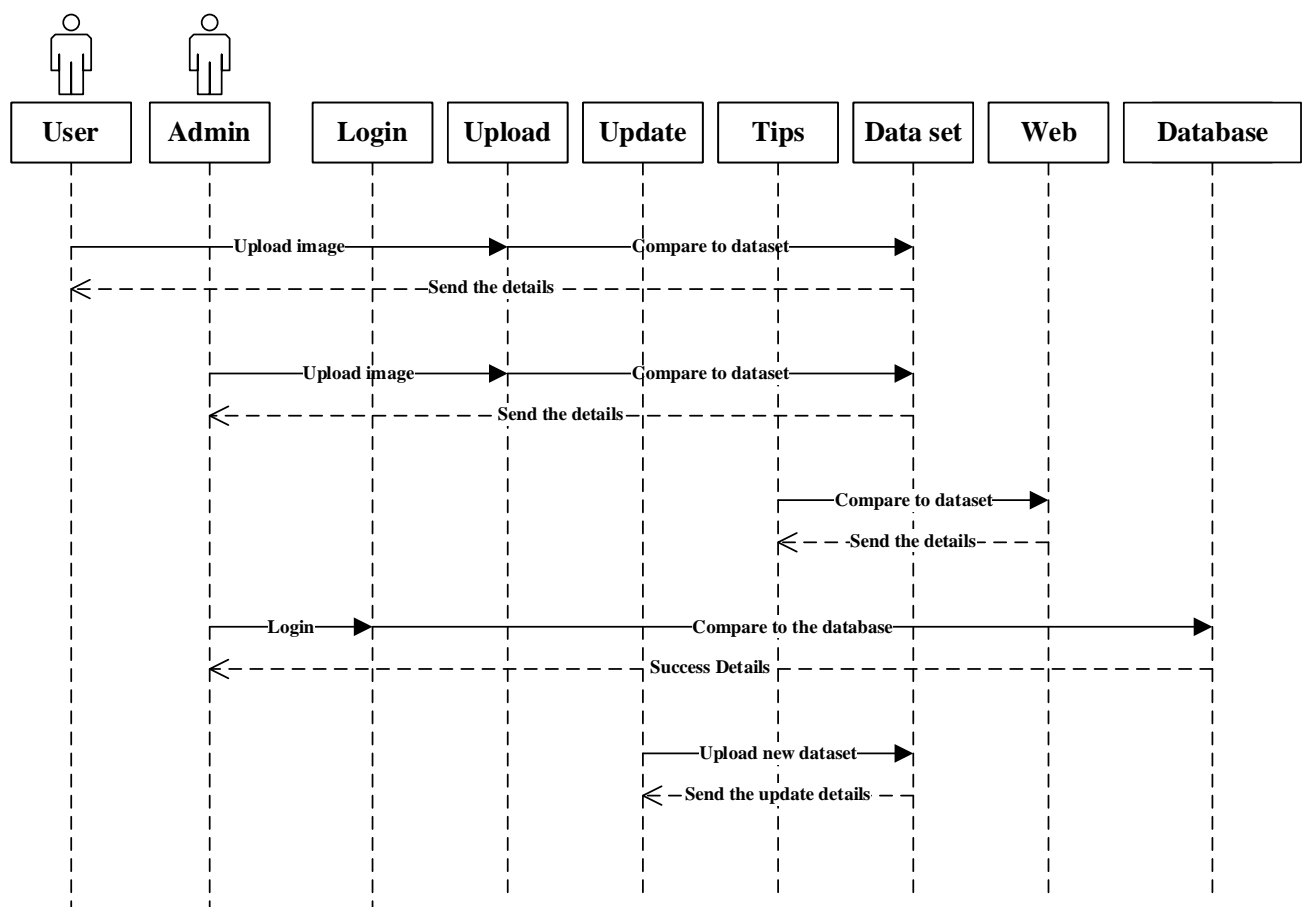 User
Admin
Login
Upload
Update
Tips
Data set
Web
Database
Upload image
Compare to dataset
Send the details
Upload image
Compare to dataset
Send the details
Compare to dataset
Send the details
Login
Compare to the database
Success Details
Upload new dataset
Send the update details